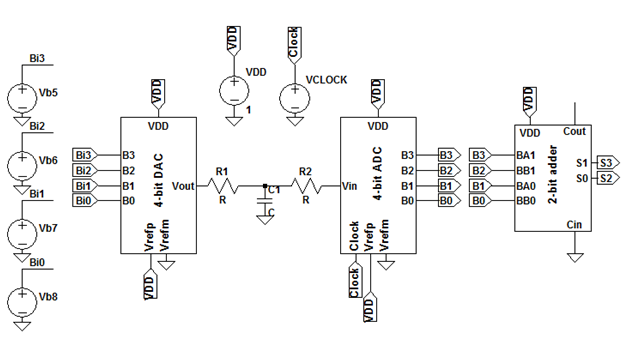 Bi3
Vb5
Bi2
Vb6
Bi1
Vb7
Bi0
Vb8
VDD
VDD
1
Clock
VCLOCK
VDD
VDD
4-bit DAC
Bi3
B3
Bi2
B2
Bi1
B1
Bi0
B0
Vout
Vrefp
Vrefm
VDD
R1
R
C1
C
R2
R
VDD
VDD
4-bit ADC
Vin
B3
B3
B2
B2
B1
B1
B0
B0
Clock
Vrefp
Vrefm
Clock
VDD
VDD
VDD
Cout
2-bit adder
B3
BA1
B2
BB1
B1
BA0
B0
BB0
S1
S3
S0
S2
Cin